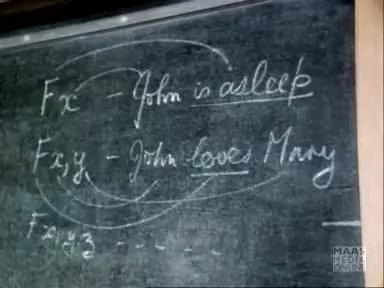 Fx - John is asleep
Fx,y - John loves Mary
Fx,y,z - - - - -
MAAS
MEDIA
ONLINE